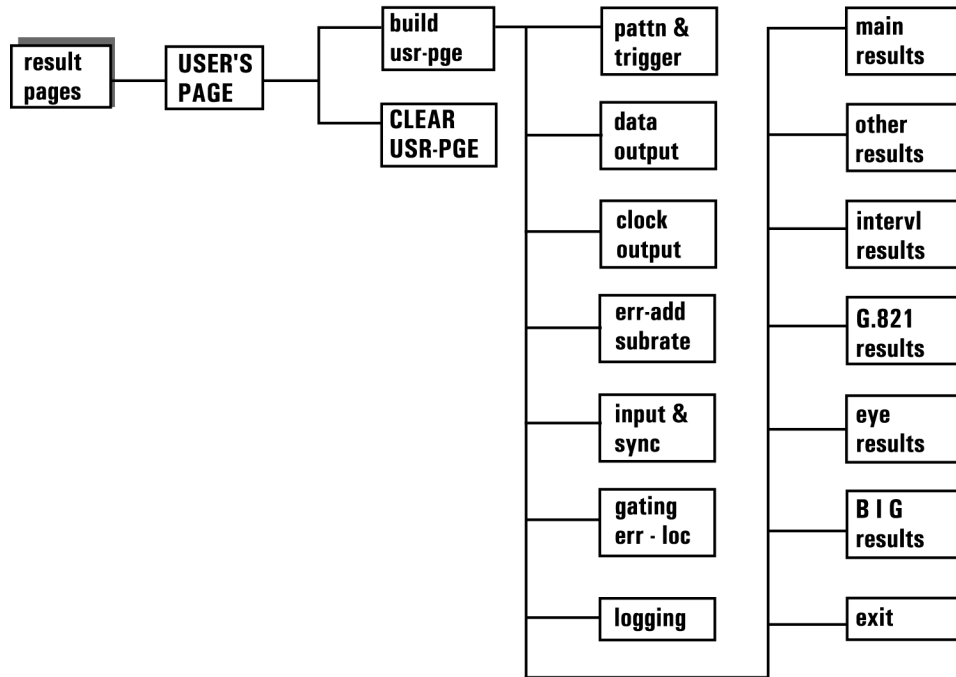 result
pages
USER'S
PAGE
build
usr-pge
CLEAR
USR-PGE
pattn &
trigger
data
output
clock
output
err-add
subrate
input &
sync
gating
err - loc
logging
main
results
other
results
intervl
results
G.821
results
eye
results
B I G
results
exit